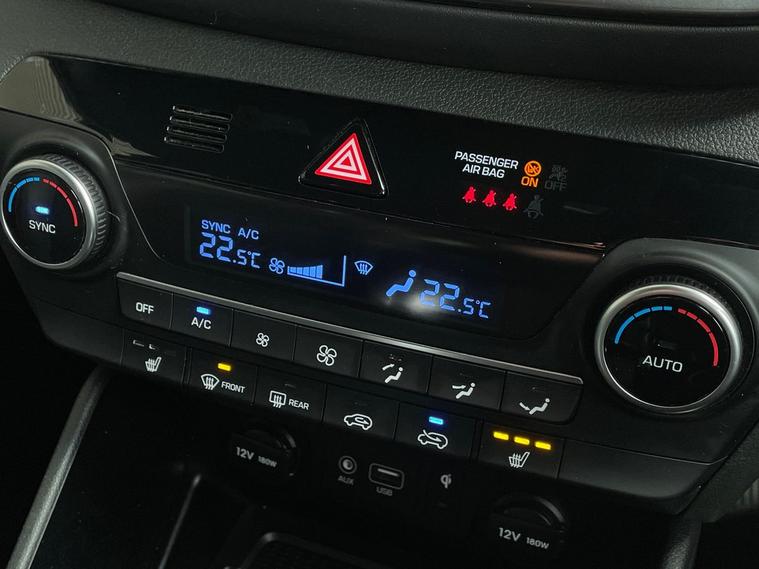 PASSENGER
AIR BAG
ON OFF
SYNC
SYNC A/C
22.5°C
22.5°C
AUTO
OFF
A/C
FRONT
REAR
12V 180W
AUX
USB
qi
12V 180W